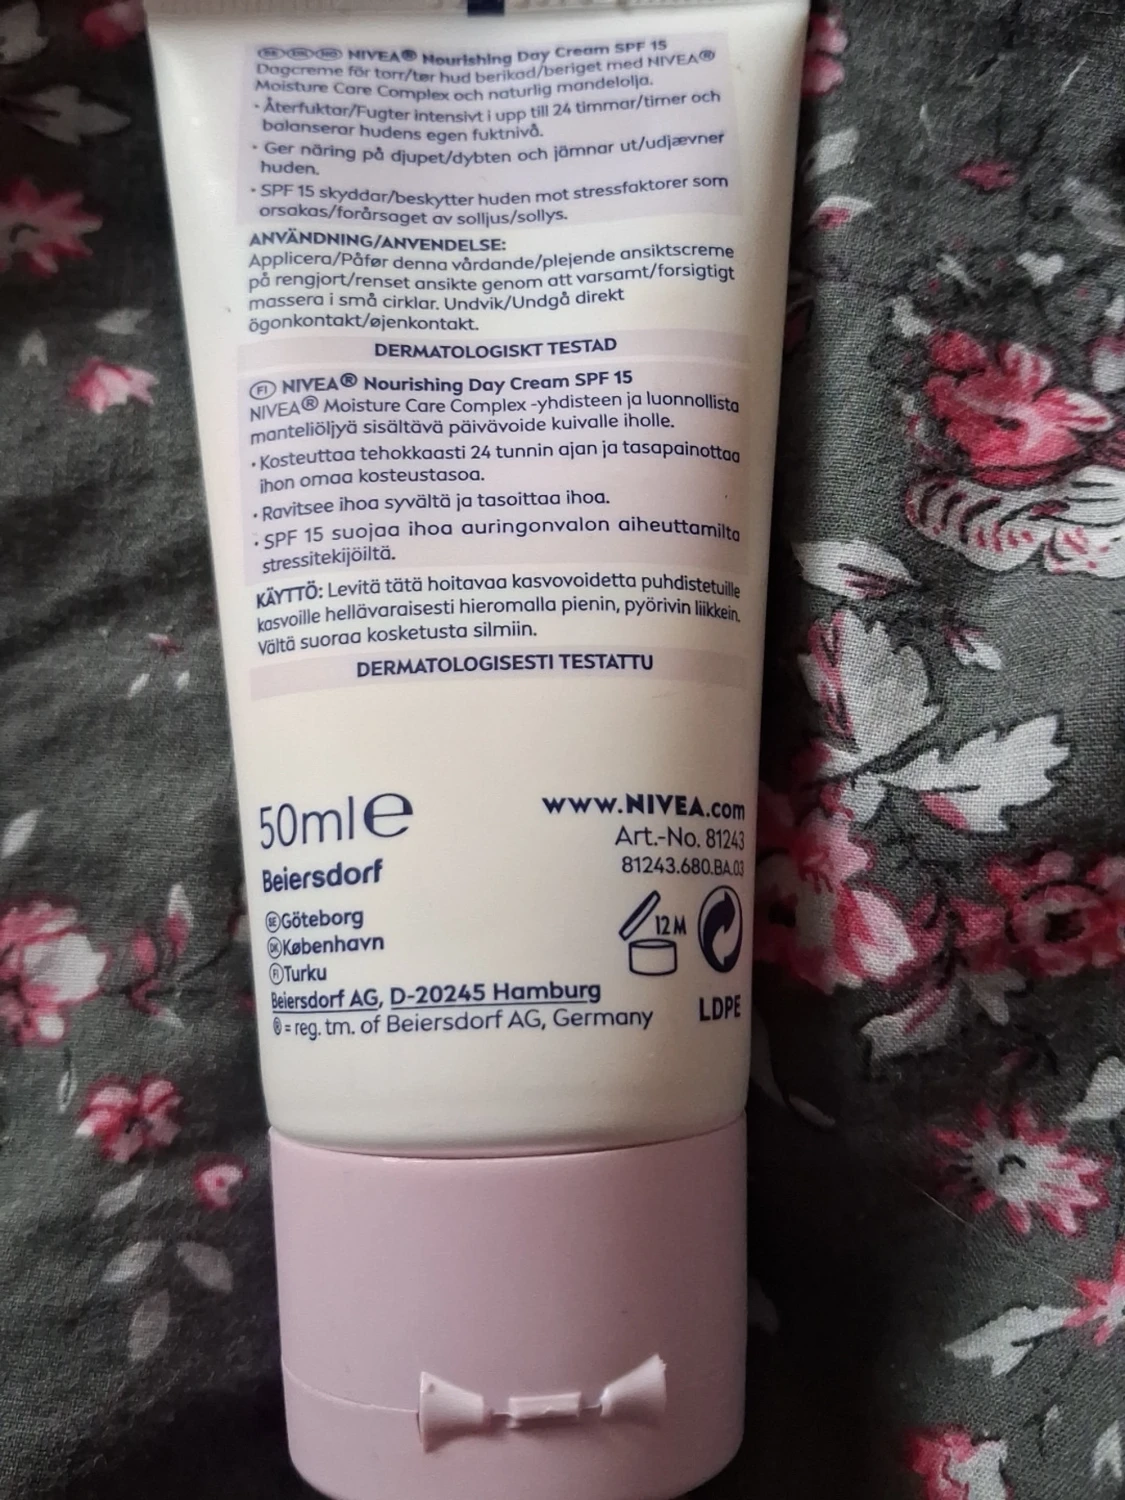 SE DK NO NIVEA® Nourishing Day Cream SPF 15
Dagcreme för torr/tør hud berikad/beriget med NIVEA®
Moisture Care Complex och naturlig mandelolja.
• Återfuktar/Fugter intensivt i upp till 24 timmar/timer och
balanserar hudens egen fuktnivå.
• Ger näring på djupet/dybten och jämnar ut/udjævner
huden.
• SPF 15 skyddar/beskytter huden mot stressfaktorer som
orsakas/forårsaget av solljus/sollys.
ANVÄNDNING/ANVENDELSE:
Applicera/Påfør denna vårdande/plejende ansiktscreme
på rengjort/renset ansikte genom att varsamt/forsigtigt
massera i små cirklar. Undvik/Undgå direkt
ögonkontakt/øjenkontakt.
DERMATOLOGISKT TESTAD
FI NIVEA® Nourishing Day Cream SPF 15
NIVEA® Moisture Care Complex -yhdisteen ja luonnollista
manteliöljyä sisältävä päivävoide kuivalle iholle.
• Kosteuttaa tehokkaasti 24 tunnin ajan ja tasapainottaa
ihon omaa kosteustasoa.
• Ravitsee ihoa syvältä ja tasoittaa ihoa.
• SPF 15 suojaa ihoa auringonvalon aiheuttamilta
stressitekijöiltä.
KÄYTTÖ: Levitä tätä hoitavaa kasvovoidetta puhdistetuille
kasvoille hellävaraisesti hieromalla pienin, pyörivin liikkein.
Vältä suoraa kosketusta silmiin.
DERMATOLOGISESTI TESTATTU
50ml e
www.NIVEA.com
Art.-No. 81243
81243.680.BA.03
Beiersdorf
12 M
SE Göteborg
DK København
FI Turku
Beiersdorf AG, D-20245 Hamburg
® = reg. tm. of Beiersdorf AG, Germany
LDPE